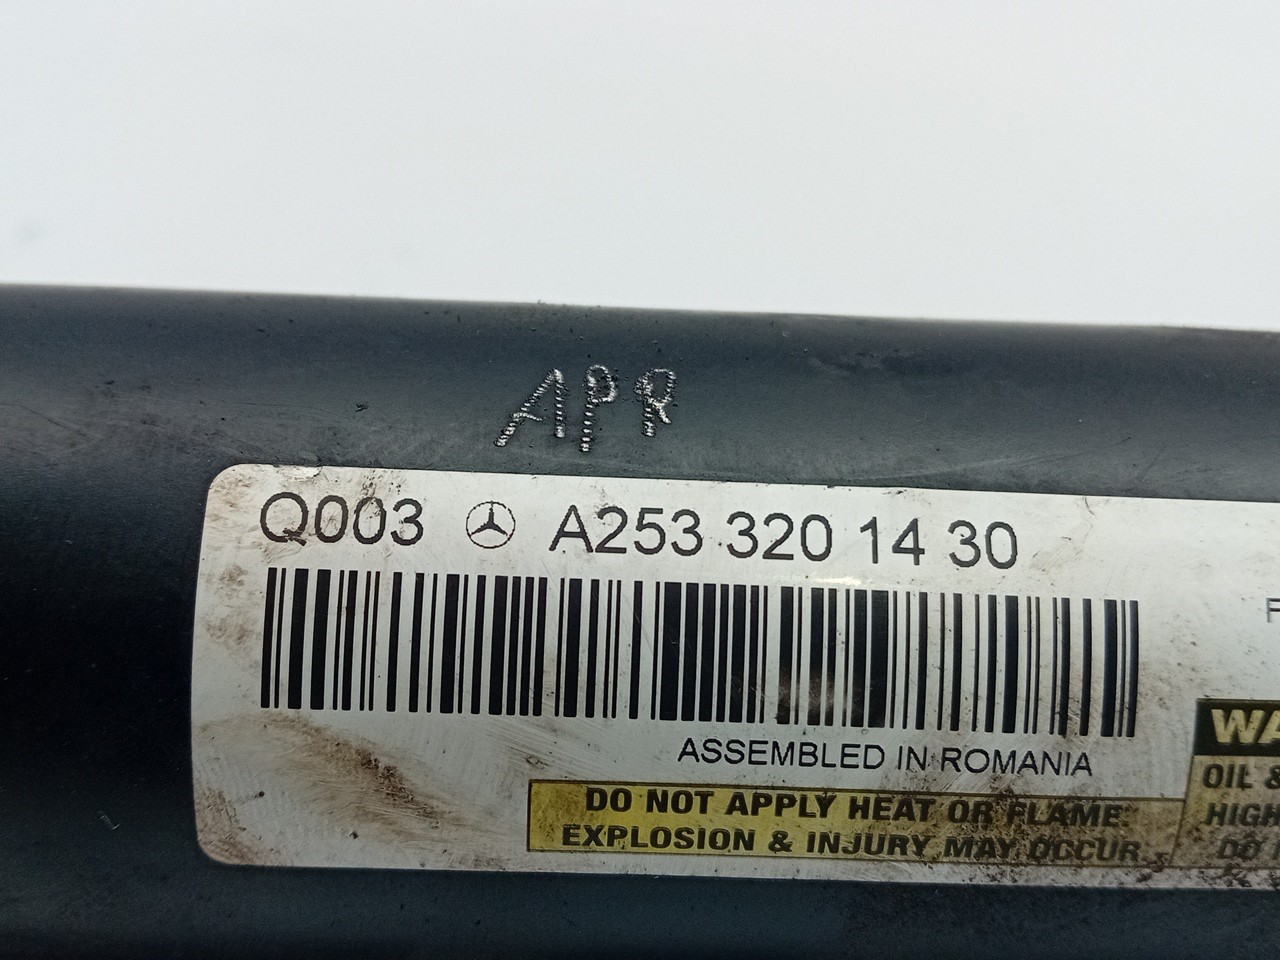 APR
Q003 A253 320 14 30
ASSEMBLED IN ROMANIA
DO NOT APPLY HEAT OR FLAME.
EXPLOSION & INJURY MAY OCCUR.
F
WA
OIL &
HIGH
DO